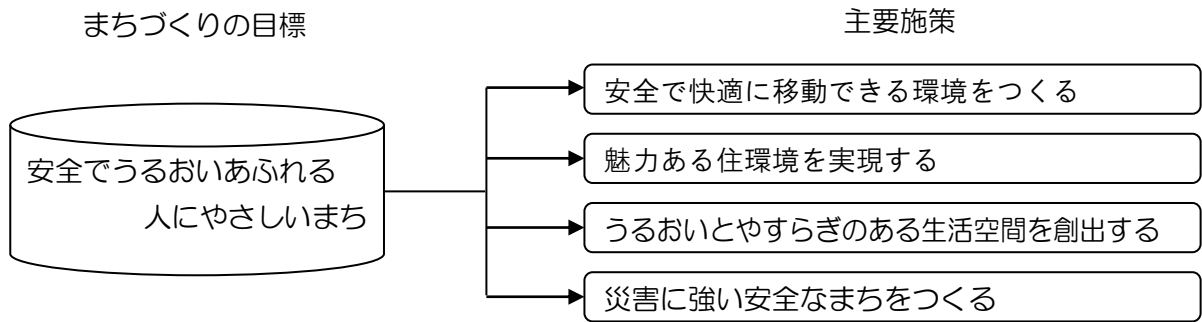 まちづくりの目標
主要施策
安全でうるおいあふれる
人にやさしいまち
安全で快適に移動できる環境をつくる
魅力ある住環境を実現する
うるおいとやすらぎのある生活空間を創出する
災害に強い安全なまちをつくる